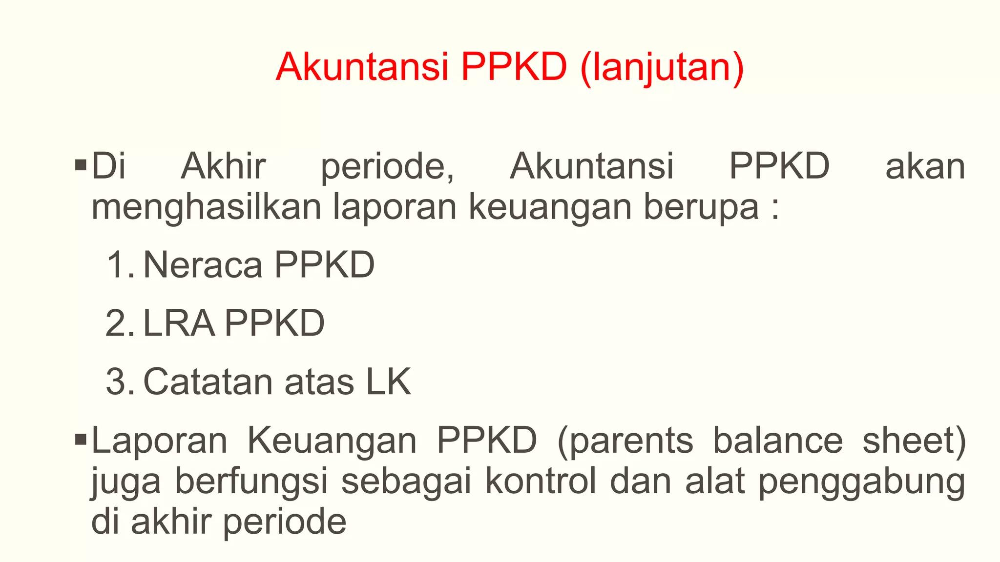 Akuntansi PPKD (lanjutan)
▪Di Akhir periode, Akuntansi PPKD akan
menghasilkan laporan keuangan berupa :
1. Neraca PPKD
2. LRA PPKD
3. Catatan atas LK
▪Laporan Keuangan PPKD (parents balance sheet)
juga berfungsi sebagai kontrol dan alat penggabung
di akhir periode